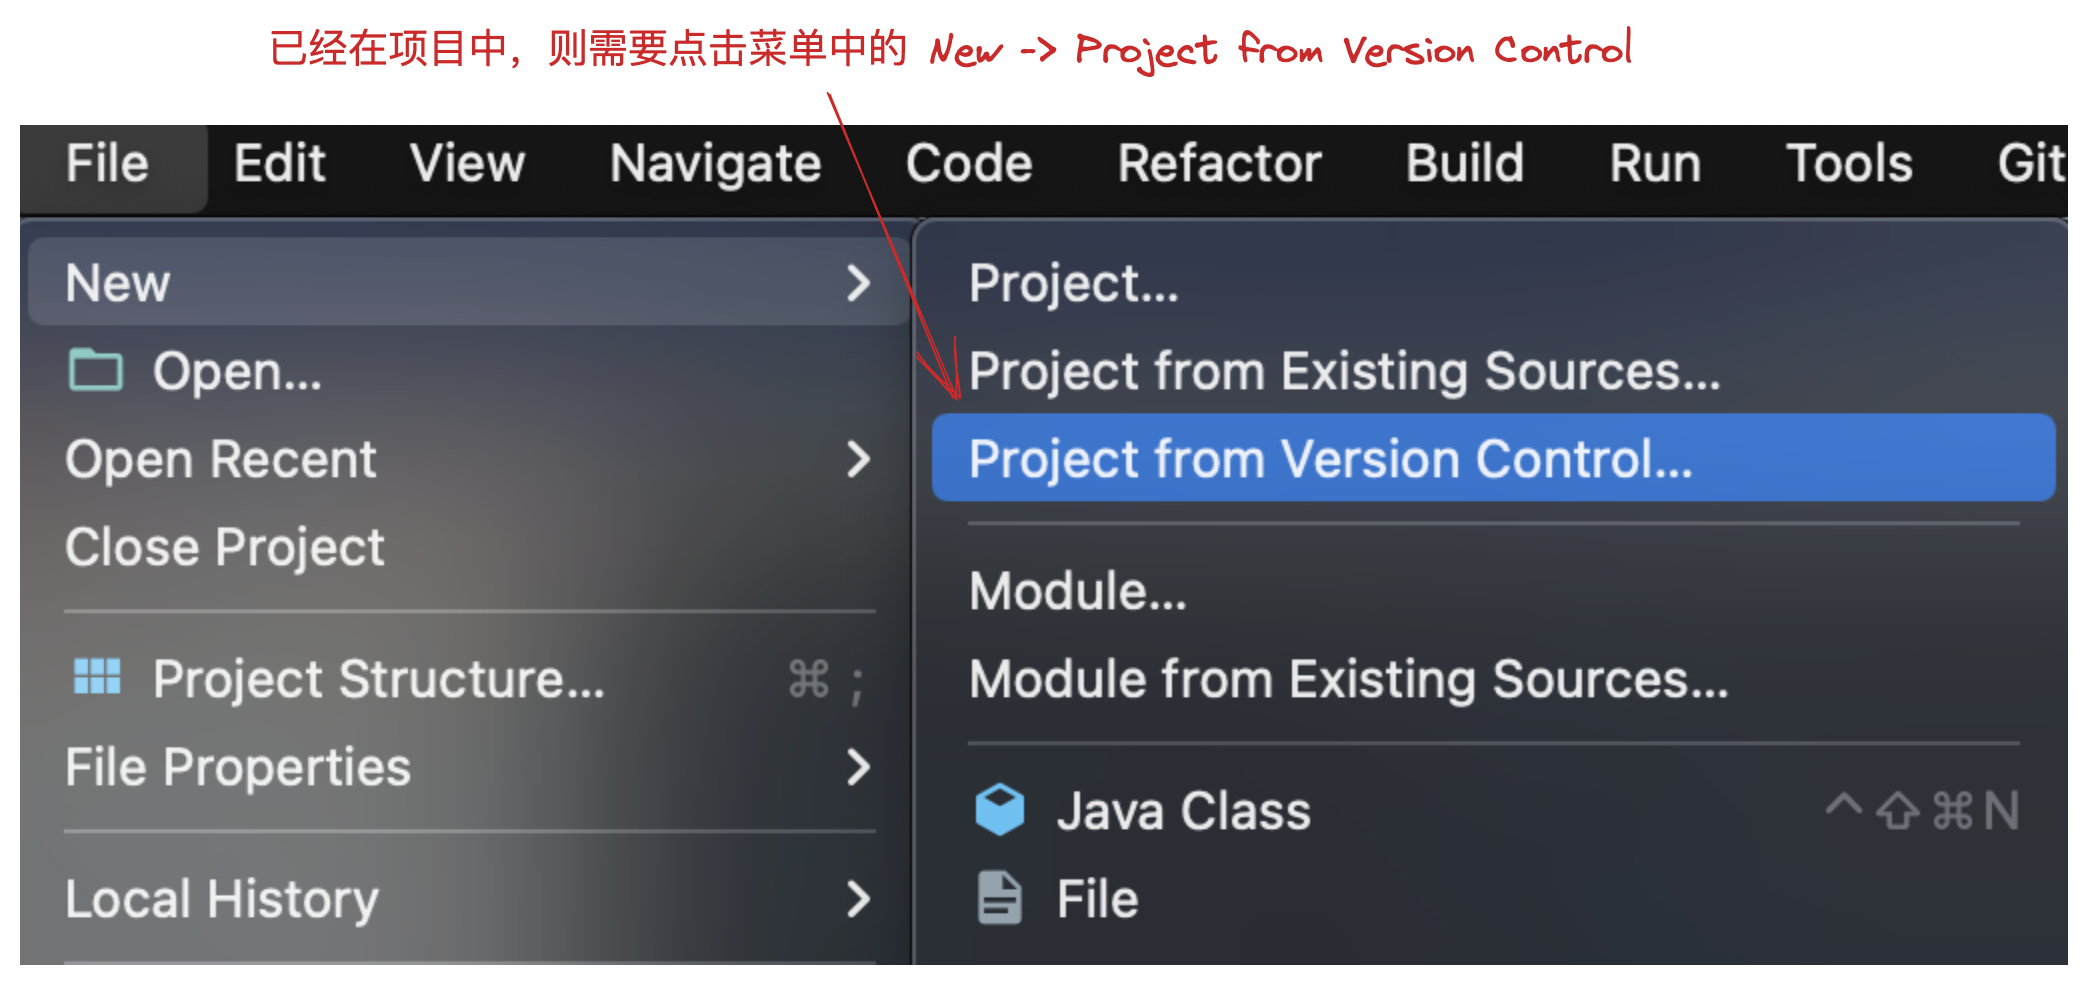 已经在项目中，则需要点击菜单中的 New -> Project from Version Control
File Edit View Navigate Code Refactor Build Run Tools Git
New
Open...
Open Recent
Close Project
Project Structure... ⌘ ;
File Properties
Local History
Project...
Project from Existing Sources...
Project from Version Control...
Module...
Module from Existing Sources...
Java Class ^⇧⌘N
File